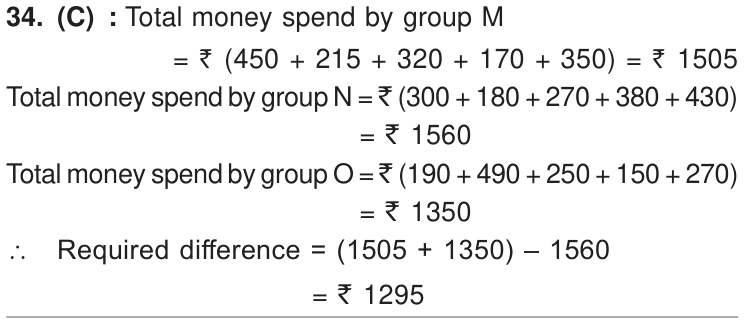 34. (C) : Total money spend by group M
= ₹ (450 + 215 + 320 + 170 + 350) = ₹ 1505
Total money spend by group N = ₹ (300 + 180 + 270 + 380 + 430)
= ₹ 1560
Total money spend by group O = ₹ (190 + 490 + 250 + 150 + 270)
= ₹ 1350
∴ Required difference = (1505 + 1350) – 1560
= ₹ 1295